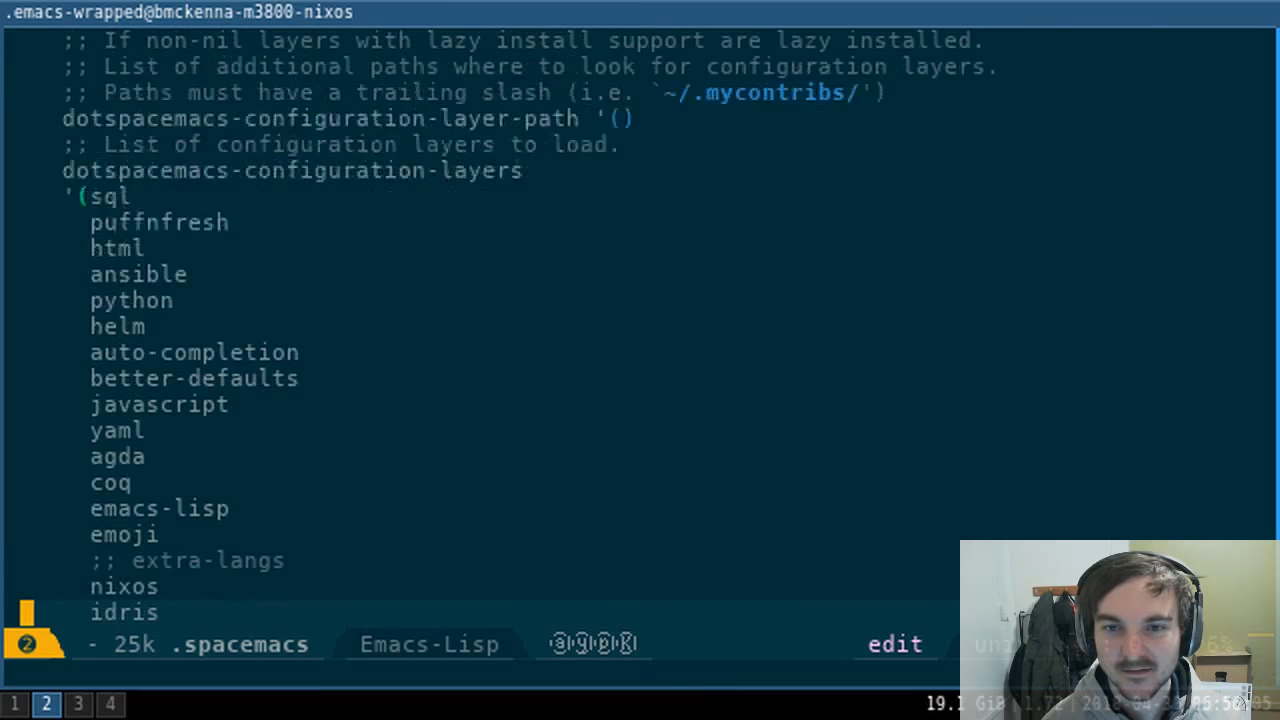 .emacs-wrapped@bmckenna-m3800-nixos
;; If non-nil layers with lazy install support are lazy installed.
;; List of additional paths where to look for configuration layers.
;; Paths must have a trailing slash (i.e. `~/.mycontribs/')
dotspacemacs-configuration-layer-path '()
;; List of configuration layers to load.
dotspacemacs-configuration-layers
'(sql
puffnfresh
html
ansible
python
helm
auto-completion
better-defaults
javascript
yaml
agda
coq
emacs-lisp
emoji
;; extra-langs
nixos
idris
❷ - 25k .spacemacs Emacs-Lisp edit
1 2 3 4 19.1 GiB 1.72